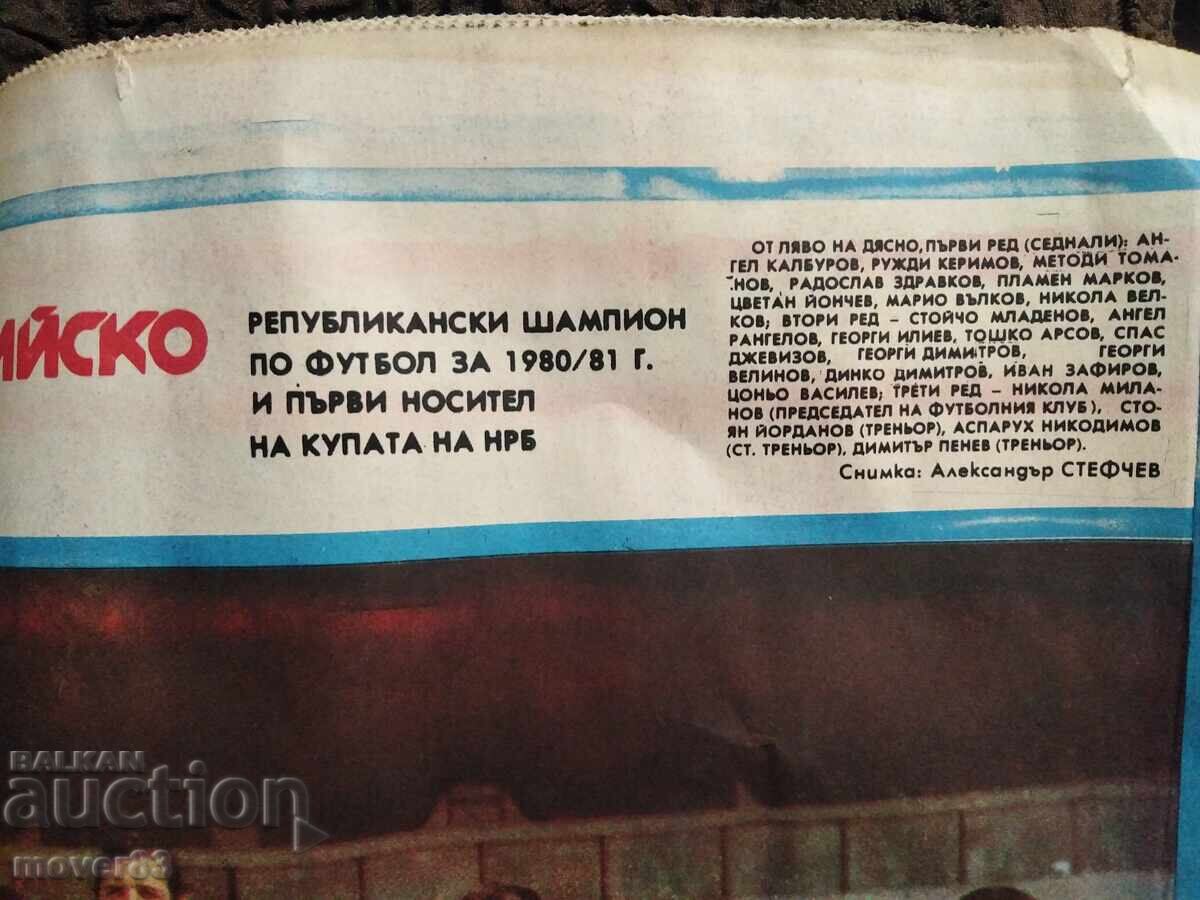 ЙСКО
РЕПУБЛИКАНСКИ ШАМПИОН
ПО ФУТБОЛ ЗА 1980/81 Г.
И ПЪРВИ НОСИТЕЛ
НА КУПАТА НА НРБ
ОТ ЛЯВО НА ДЯСНО, ПЪРВИ РЕД (СЕДНАЛИ): АН-
ГЕЛ КАЛБУРОВ, РУЖДИ КЕРИМОВ, МЕТОДИ ТОМА-
НОВ, РАДОСЛАВ ЗДРАВКОВ, ПЛАМЕН МАРКОВ,
ЦВЕТАН ЙОНЧЕВ, МАРИО ВЪЛКОВ, НИКОЛА ВЕЛ-
КОВ; ВТОРИ РЕД – СТОЙЧО МЛАДЕНОВ, АНГЕЛ
РАНГЕЛОВ, ГЕОРГИ ИЛИЕВ, ТОШКО АРСОВ, СПАС
ДЖЕВИЗОВ, ГЕОРГИ ДИМИТРОВ, ГЕОРГИ
ВЕЛИНОВ, ДИНКО ДИМИТРОВ, ИВАН ЗАФИРОВ,
ЦОНЬО ВАСИЛЕВ; ТРЕТИ РЕД – НИКОЛА МИЛА-
НОВ (ПРЕДСЕДАТЕЛ НА ФУТБОЛНИЯ КЛУБ), СТО-
ЯН ЙОРДАНОВ (ТРЕНЬОР), АСПАРУХ НИКОДИМОВ
(СТ. ТРЕНЬОР), ДИМИТЪР ПЕНЕВ (ТРЕНЬОР).
Снимка: Александър СТЕФЧЕВ
BALKAN
auction
mover83